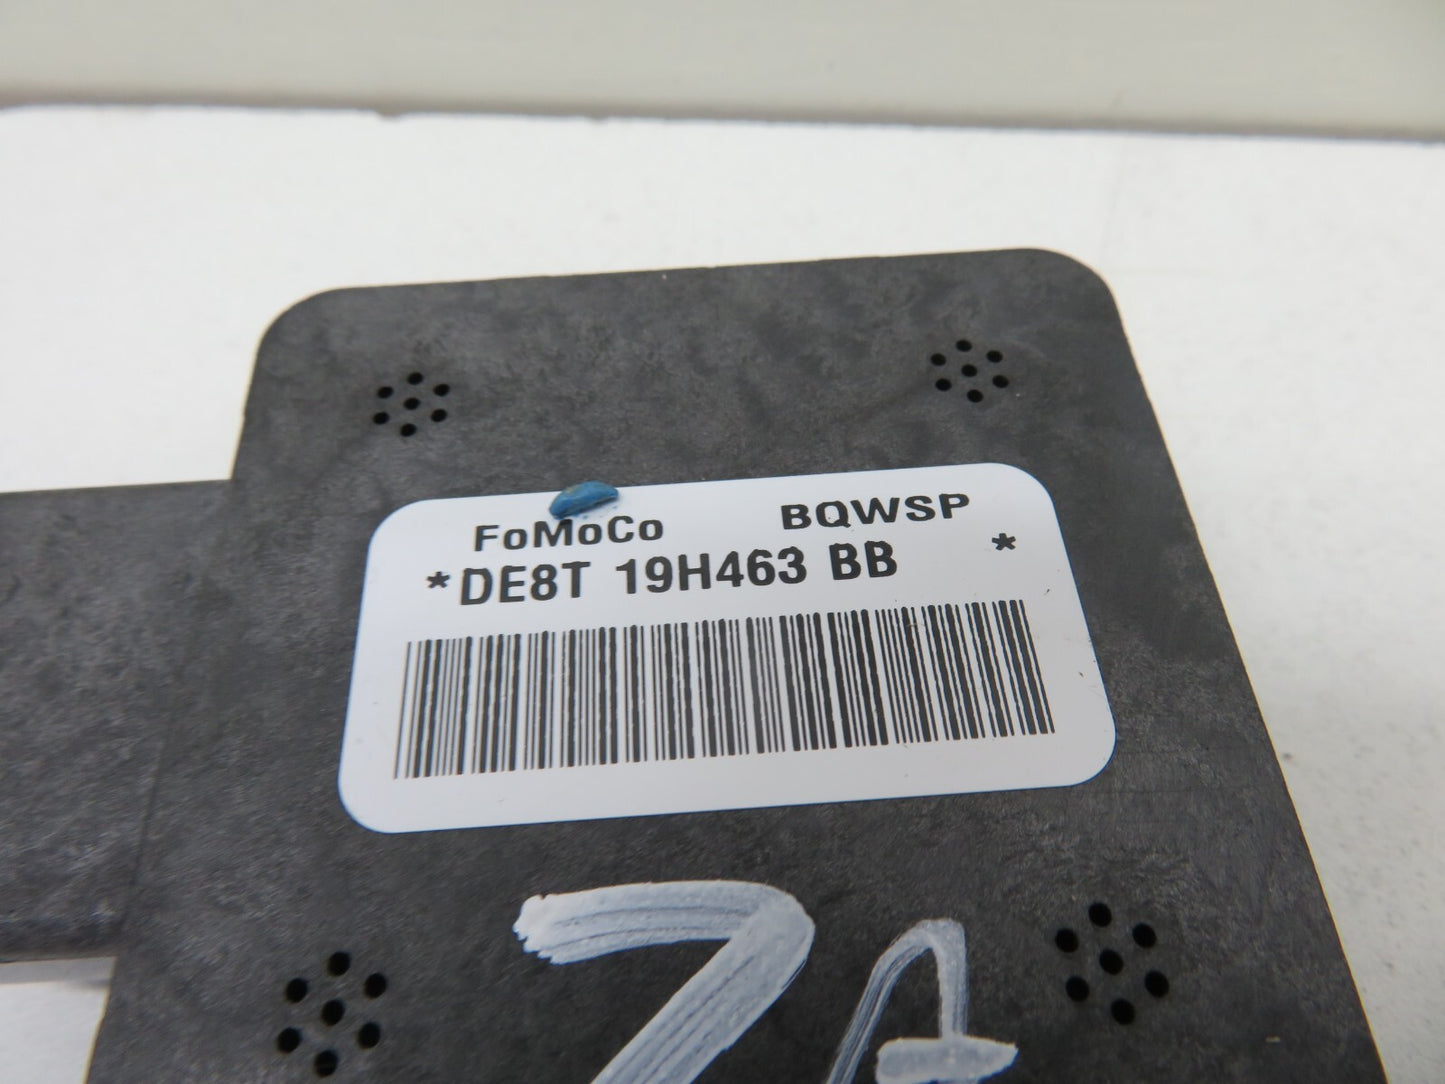 FoMoCo BQWSP
*DE8T 19H463 BB *